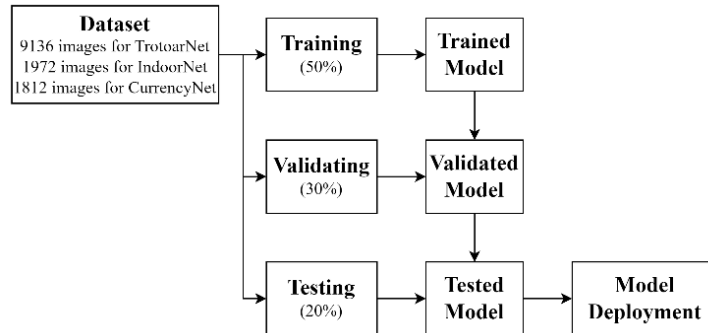 Dataset
9136 images for TrotoarNet
1972 images for IndoorNet
1812 images for CurrencyNet
Training
(50%)
Trained
Model
Validating
(30%)
Validated
Model
Testing
(20%)
Tested
Model
Model
Deployment